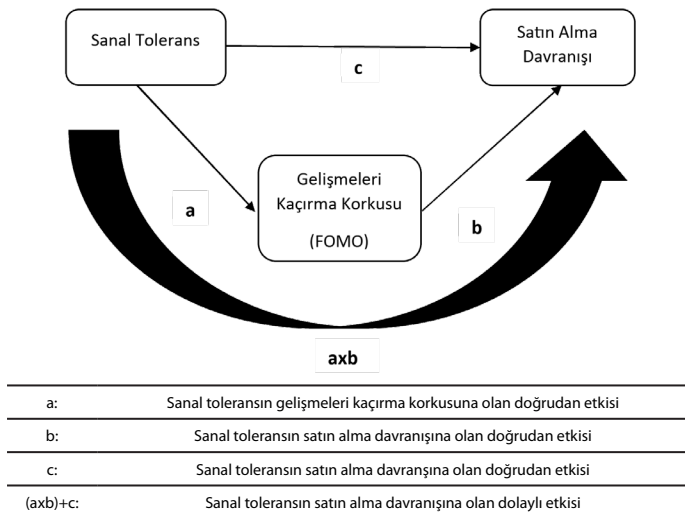 Sanal Tolerans
Satın Alma
Davranışı
c
Gelişmeleri
Kaçırma Korkusu
(FOMO)
a
b
axb
a: Sanal toleransın gelişmeleri kaçırma korkusuna olan doğrudan etkisi
b: Sanal toleransın satın alma davranışına olan doğrudan etkisi
c: Sanal toleransın satın alma davranşına olan doğrudan etkisi
(axb)+c: Sanal toleransın satın alma davranışına olan dolaylı etkisi